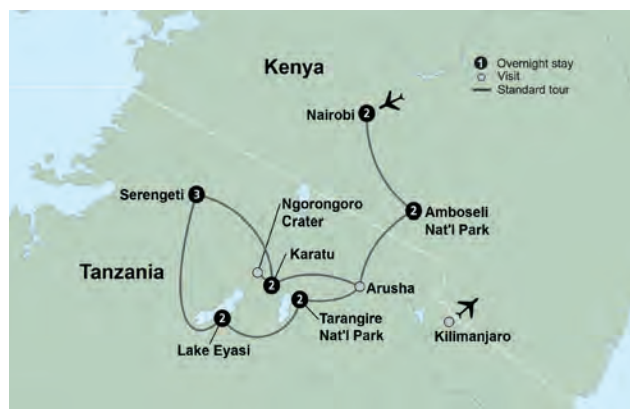 Kenya
1 Overnight stay
Visit
Standard tour
Nairobi 2
Serengeti 3
Ngorongoro
Crater
2 Amboseli
Nat'l Park
Karatu
2
Tanzania
Arusha
2
Tarangire
Nat'l Park
2
Lake Eyasi
Kilimanjaro